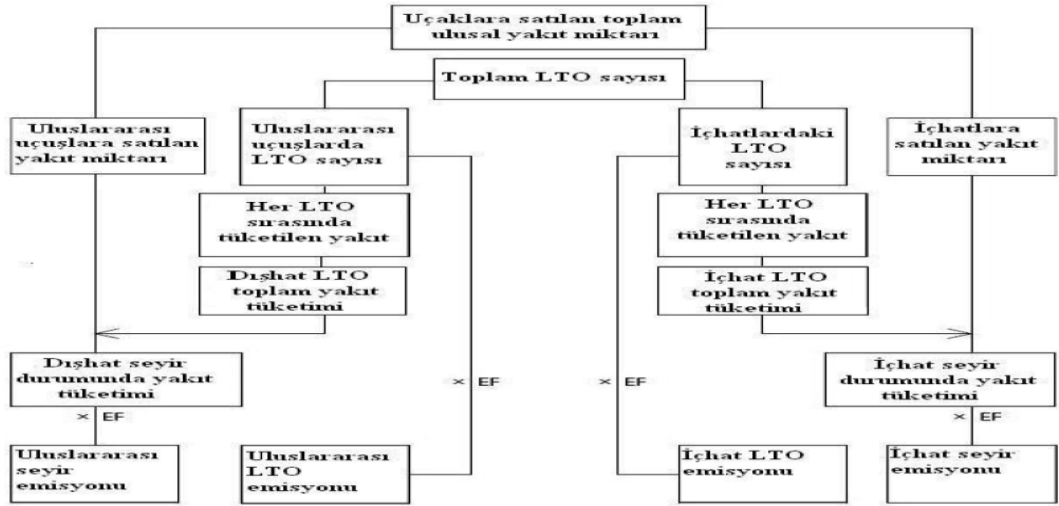 Uçaklara satılan toplam
ulusal yakıt miktarı
Toplam LTO sayısı
Uluslararası
uçuşlara satılan
yakıt miktarı
Uluslararası
uçuşlarda
LTO sayısı
İçhatlardaki
LTO
sayısı
İçhatlara
satılan yakıt
miktarı
Her LTO
sırasında
tüketilen yakıt
Her LTO
sırasında
tüketilen yakıt
Dışhat LTO
toplam yakıt
tüketimi
İçhat LTO
toplam yakıt
tüketimi
Dışhat seyir
durumunda yakıt
tüketimi
× EF
× EF
İçhat seyir
durumunda yakıt
tüketimi
× EF
× EF
Uluslararası
seyir
emisyonu
Uluslararası
LTO
emisyonu
İçhat LTO
emisyonu
İçhat seyir
emisyonu